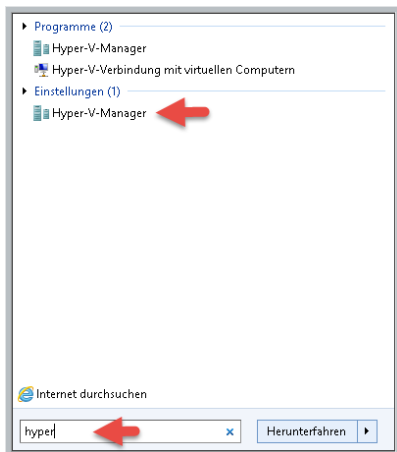 Programme (2)
Hyper-V-Manager
Hyper-V-Verbindung mit virtuellen Computern
Einstellungen (1)
Hyper-V-Manager
Internet durchsuchen
hyper
Herunterfahren